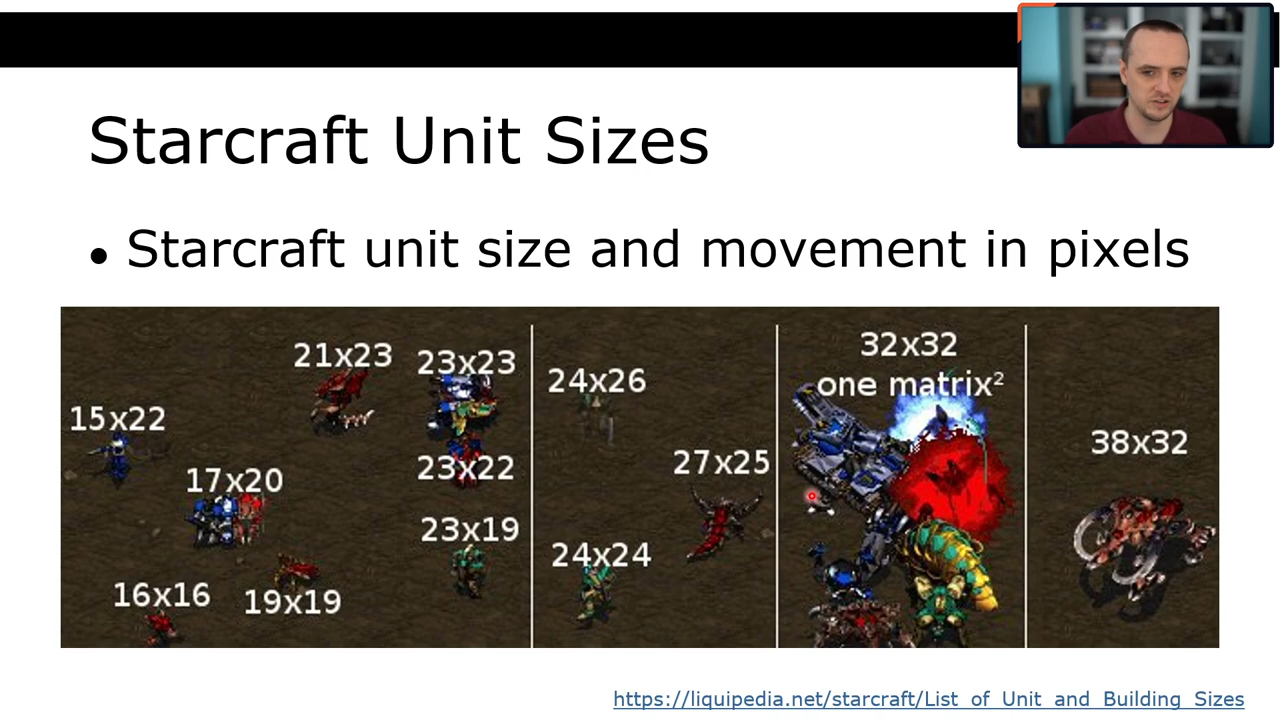 Starcraft Unit Sizes
● Starcraft unit size and movement in pixels
15x22
17x20
16x16
19x19
21x23
23x23
23x22
23x19
24x26
24x24
27x25
32x32
one matrix²
38x32
https://liquipedia.net/starcraft/List_of_Unit_and_Building_Sizes